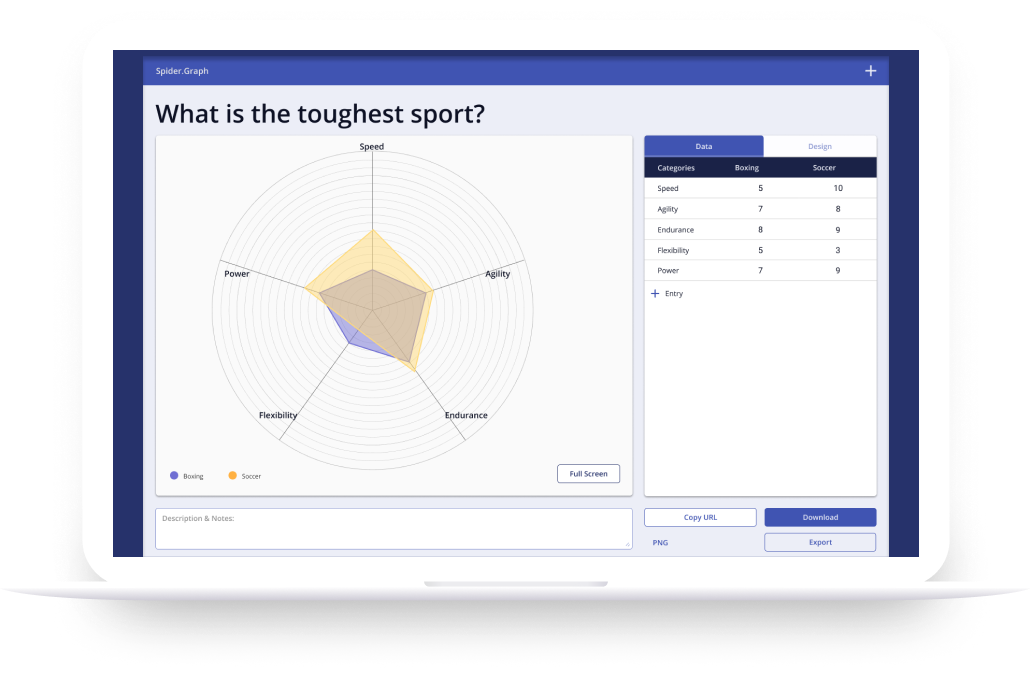 Spider.Graph +
What is the toughest sport?
Speed
Agility
Endurance
Flexibility
Power
Boxing Soccer
Full Screen
Data Design
Categories Boxing Soccer
Speed 5 10
Agility 7 8
Endurance 8 9
Flexibility 5 3
Power 7 9
+ Entry
Description & Notes:
Copy URL Download
PNG Export